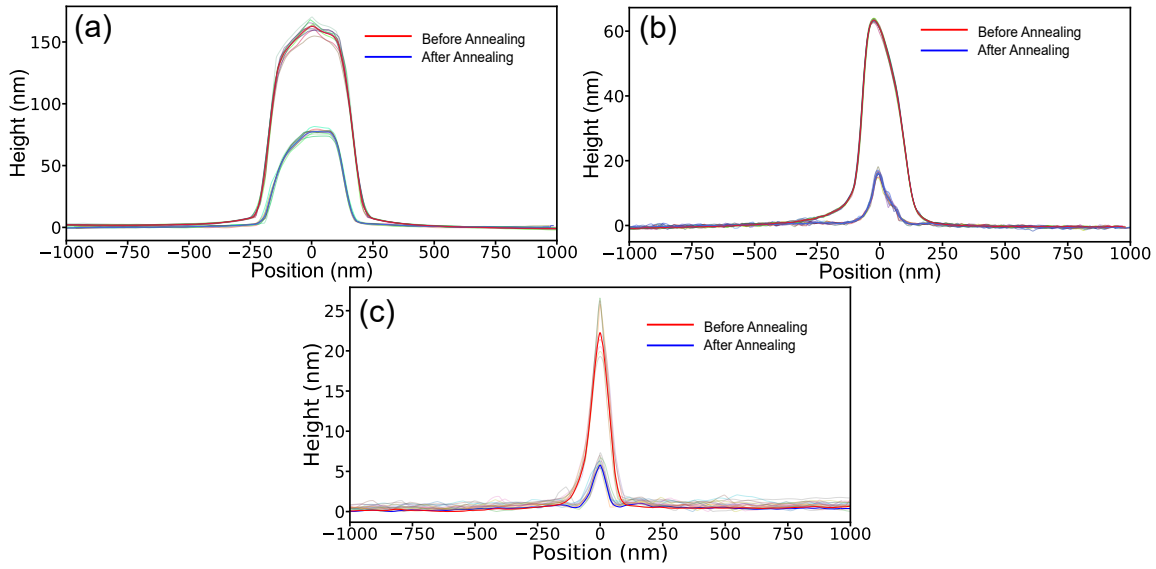 (a)
Before Annealing
After Annealing
Height (nm)
150
100
50
0
−1000 −750 −500 −250 0 250 500 750 1000
Position (nm)
(b)
Before Annealing
After Annealing
Height (nm)
60
40
20
0
−1000 −750 −500 −250 0 250 500 750 1000
Position (nm)
(c)
Before Annealing
After Annealing
Height (nm)
25
20
15
10
5
0
−1000 −750 −500 −250 0 250 500 750 1000
Position (nm)